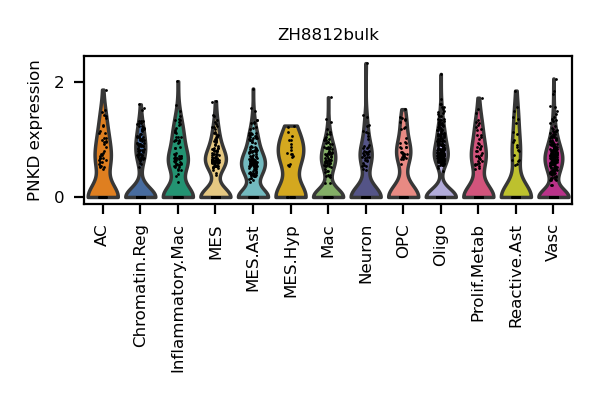 ZH8812bulk
PNKD expression
2
0
AC
Chromatin.Reg
Inflammatory.Mac
MES
MES.Ast
MES.Hyp
Mac
Neuron
OPC
Oligo
Prolif.Metab
Reactive.Ast
Vasc